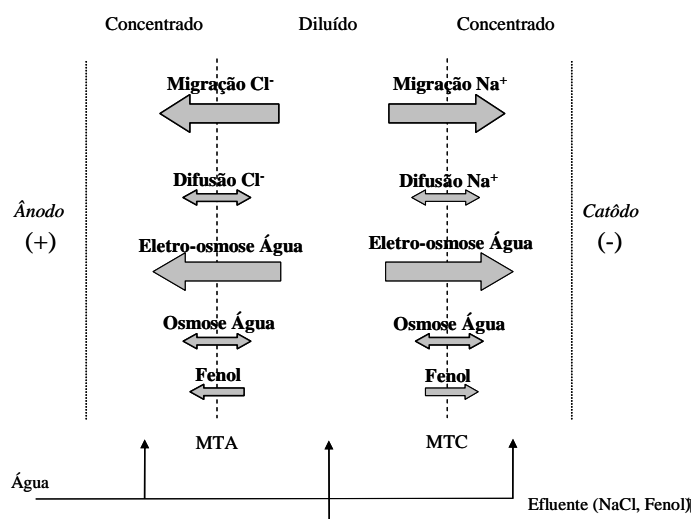 Concentrado Diluído Concentrado
Migração Cl- Migração Na+
Difusão Cl- Difusão Na+
Ânodo Catôdo
(+) (-)
Eletro-osmose Água Eletro-osmose Água
Osmose Água Osmose Água
Fenol Fenol
MTA MTC
Água
Efluente (NaCl, Fenol)